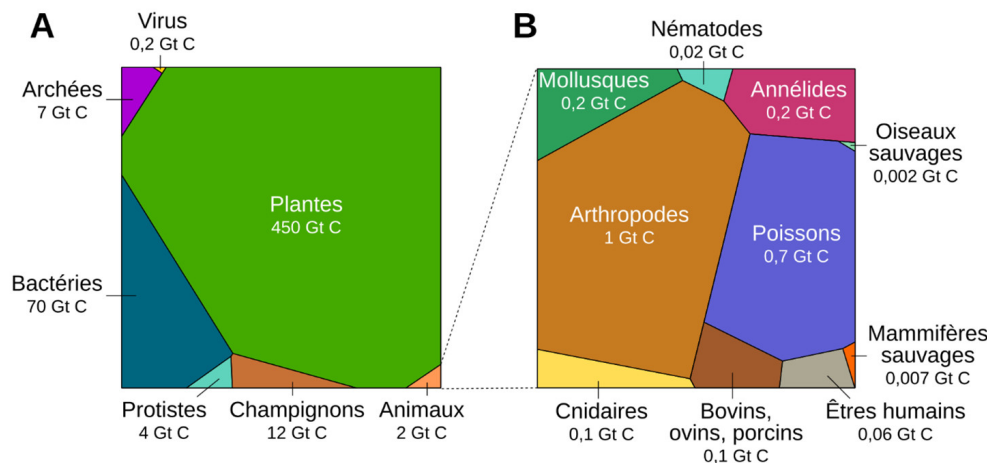 A
Virus
0,2 Gt C
Archées
7 Gt C
Plantes
450 Gt C
Bactéries
70 Gt C
Protistes
4 Gt C
Champignons
12 Gt C
Animaux
2 Gt C
B
Nématodes
0,02 Gt C
Mollusques
0,2 Gt C
Annélides
0,2 Gt C
Oiseaux
sauvages
0,002 Gt C
Arthropodes
1 Gt C
Poissons
0,7 Gt C
Mammifères
sauvages
0,007 Gt C
Cnidaires
0,1 Gt C
Bovins,
ovins, porcins
0,1 Gt C
Êtres humains
0,06 Gt C